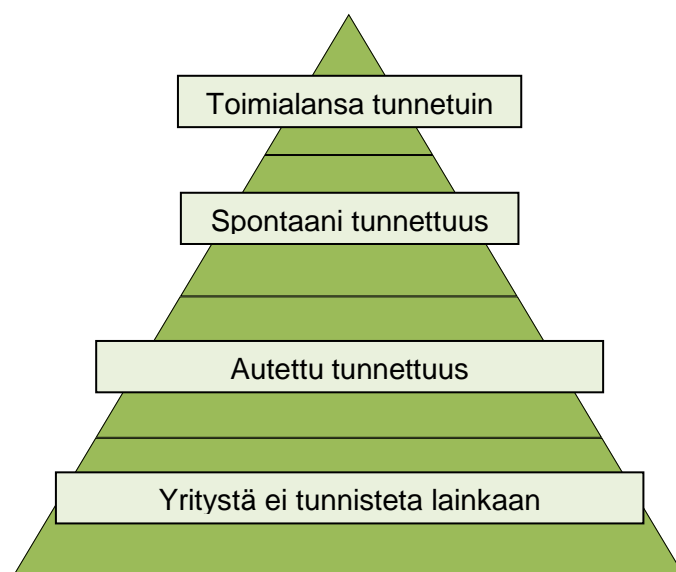 Toimialansa tunnetuin
Spontaani tunnettuus
Autettu tunnettuus
Yritystä ei tunnisteta lainkaan